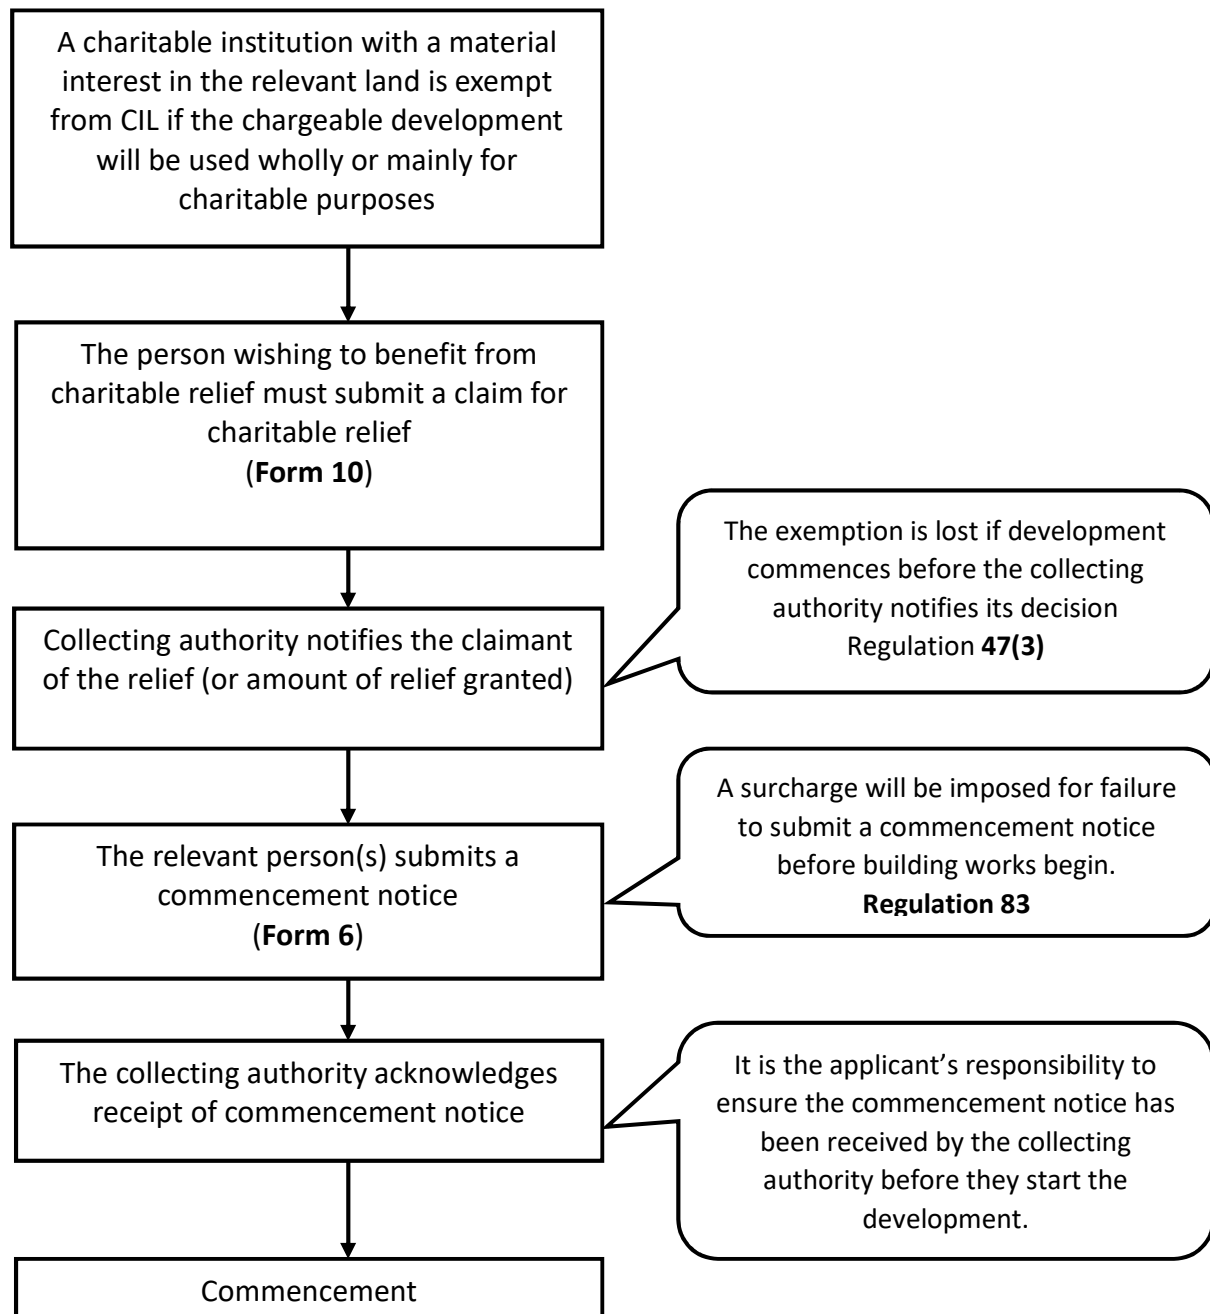 A charitable institution with a material
interest in the relevant land is exempt
from CIL if the chargeable development
will be used wholly or mainly for
charitable purposes
The person wishing to benefit from
charitable relief must submit a claim for
charitable relief
(Form 10)
The exemption is lost if development
commences before the collecting
authority notifies its decision
Regulation 47(3)
Collecting authority notifies the claimant
of the relief (or amount of relief granted)
A surcharge will be imposed for failure
to submit a commencement notice
before building works begin.
Regulation 83
The relevant person(s) submits a
commencement notice
(Form 6)
The collecting authority acknowledges
receipt of commencement notice
It is the applicant’s responsibility to
ensure the commencement notice has
been received by the collecting
authority before they start the
development.
Commencement